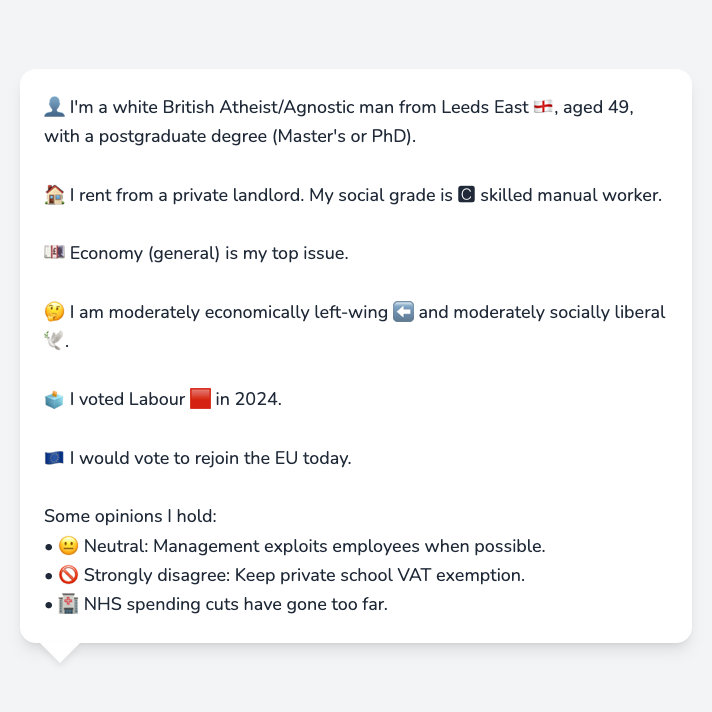 👤 I'm a white British Atheist/Agnostic man from Leeds East 🏴󠁧󠁢󠁥󠁮󠁧󠁿, aged 49,
with a postgraduate degree (Master's or PhD).
🏠 I rent from a private landlord. My social grade is 🅲 skilled manual worker.
💷 Economy (general) is my top issue.
🤔 I am moderately economically left-wing ⬅️ and moderately socially liberal
🕊️.
🗳️ I voted Labour 🟥 in 2024.
🇪🇺 I would vote to rejoin the EU today.
Some opinions I hold:
• 😐 Neutral: Management exploits employees when possible.
• 🚫 Strongly disagree: Keep private school VAT exemption.
• 🏥 NHS spending cuts have gone too far.